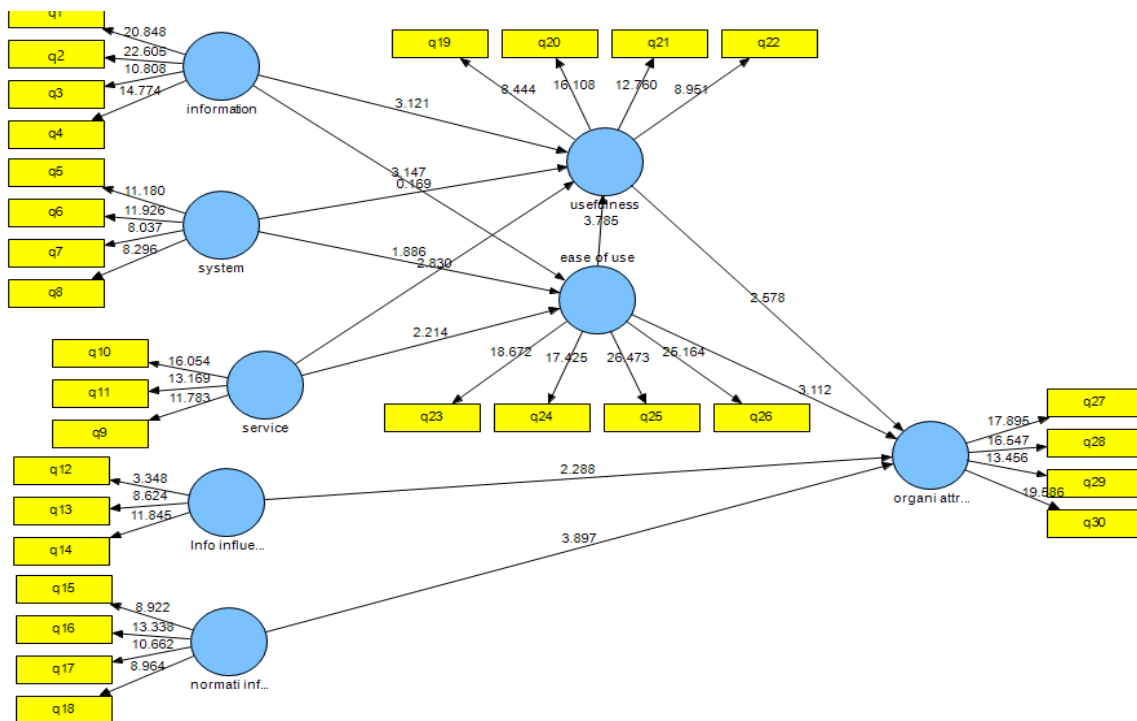 q1
20.848
q2
22.605
10.808
q3
14.774
q4
information
q5
11.180
q6
11.926
8.037
q7
8.296
q8
system
q10
16.054
q11
13.169
11.783
q9
service
q12
3.348
q13
8.624
11.845
q14
Info influe...
q15
8.922
q16
13.338
10.662
q17
8.964
q18
normati inf...
q19
q20
q21
q22
8.444
16.108
12.760
8.951
3.121
3.147
0.169
usefulness
3.785
ease of use
1.886
2.830
2.214
2.578
18.672
17.425
26.473
25.164
q23
q24
q25
q26
3.112
2.288
3.897
organi attr...
q27
17.895
q28
16.547
13.456
q29
19.586
q30